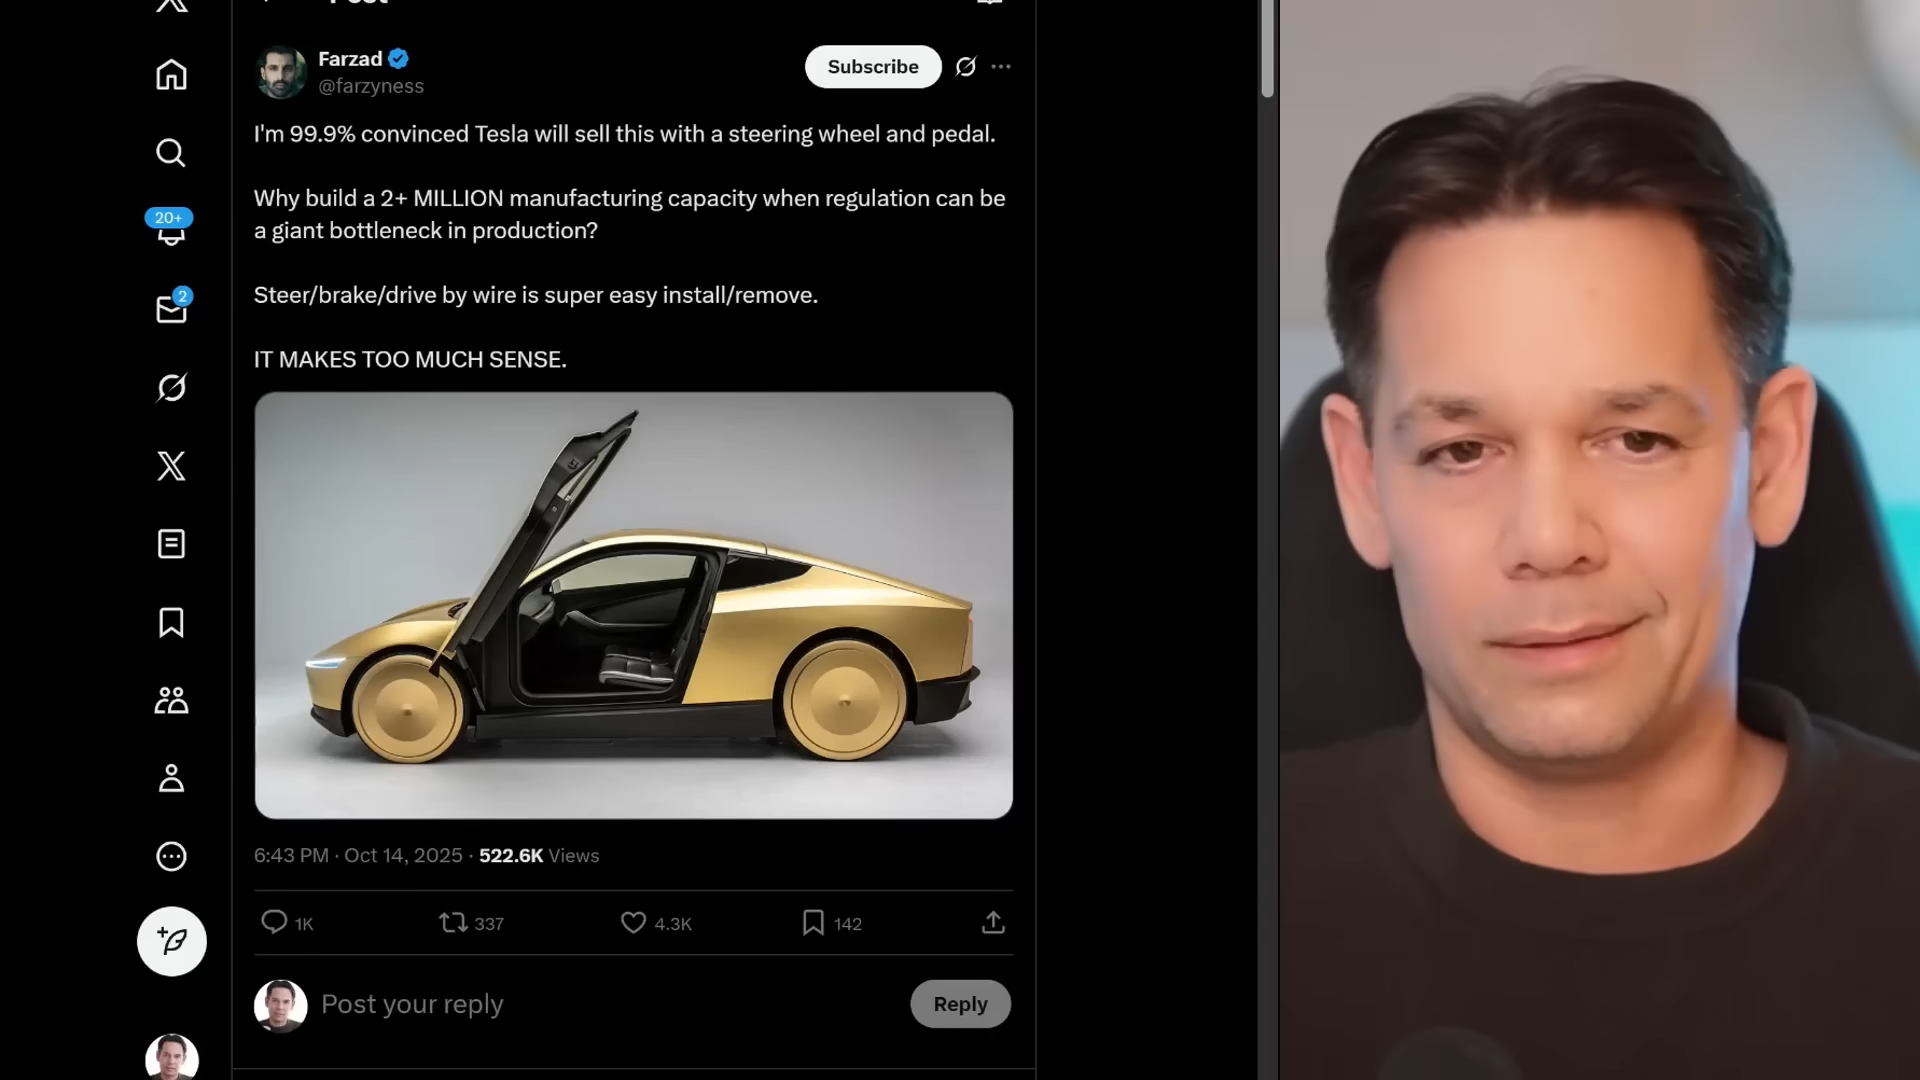 Farzad
@farzyness
Subscribe
I'm 99.9% convinced Tesla will sell this with a steering wheel and pedal.
Why build a 2+ MILLION manufacturing capacity when regulation can be
a giant bottleneck in production?
Steer/brake/drive by wire is super easy install/remove.
IT MAKES TOO MUCH SENSE.
6:43 PM · Oct 14, 2025 · 522.6K Views
1K
337
4.3K
142
Post your reply
Reply
20+
2